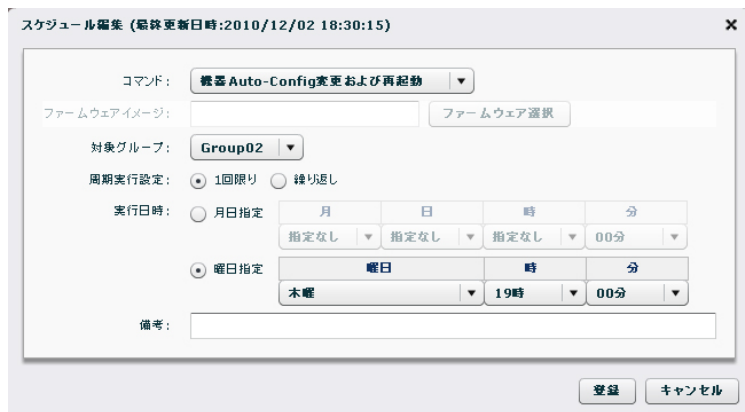 スケジュール編集 (最終更新日時:2010/12/02 18:30:15)
コマンド: 機器Auto-Config変更および再起動
ファームウェアイメージ: ファームウェア選択
対象グループ: Group02
周期実行設定: 1回限り 繰り返し
実行日時: 月日指定 月 日 時 分
指定なし 指定なし 指定なし 00分
曜日指定 曜日 時 分
木曜 19時 00分
備考:
登録 キャンセル